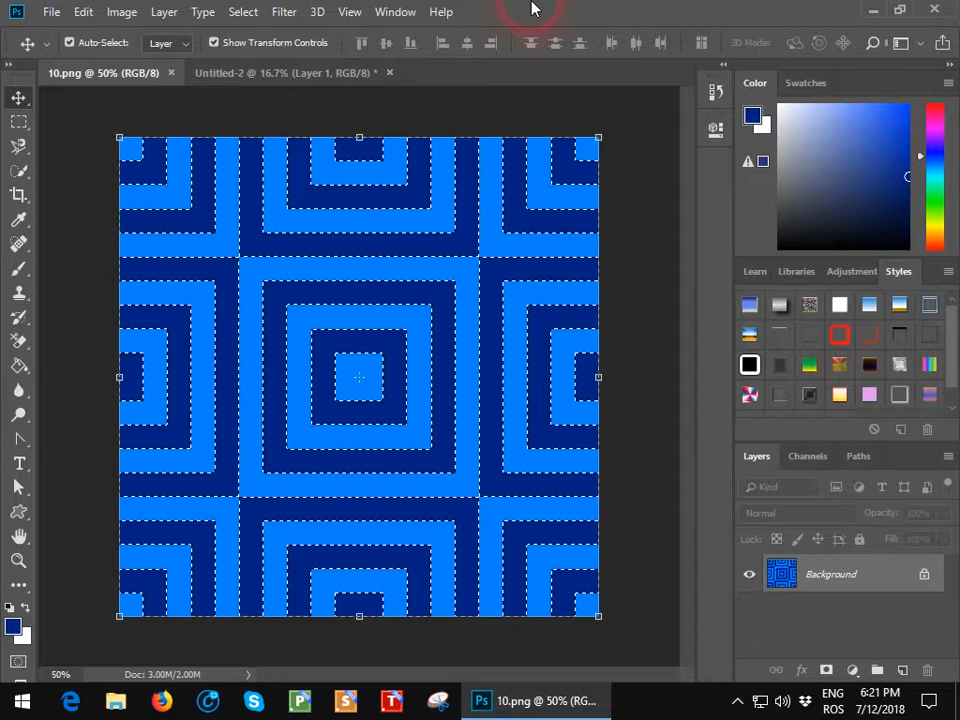 Ps File Edit Image Layer Type Select Filter 3D View Window Help
Auto-Select: Layer Show Transform Controls 3D Mode:
10.png @ 50% (RGB/8) × Untitled-2 @ 16.7% (Layer 1, RGB/8) * ×
Color Swatches
Learn Libraries Adjustment Styles
Layers Channels Paths
Kind
Normal Opacity: 100%
Lock: Fill: 100%
Background
50% Doc: 3.00M/2.00M
Ps 10.png @ 50% (RG...
ENG 6:21 PM
ROS 7/12/2018